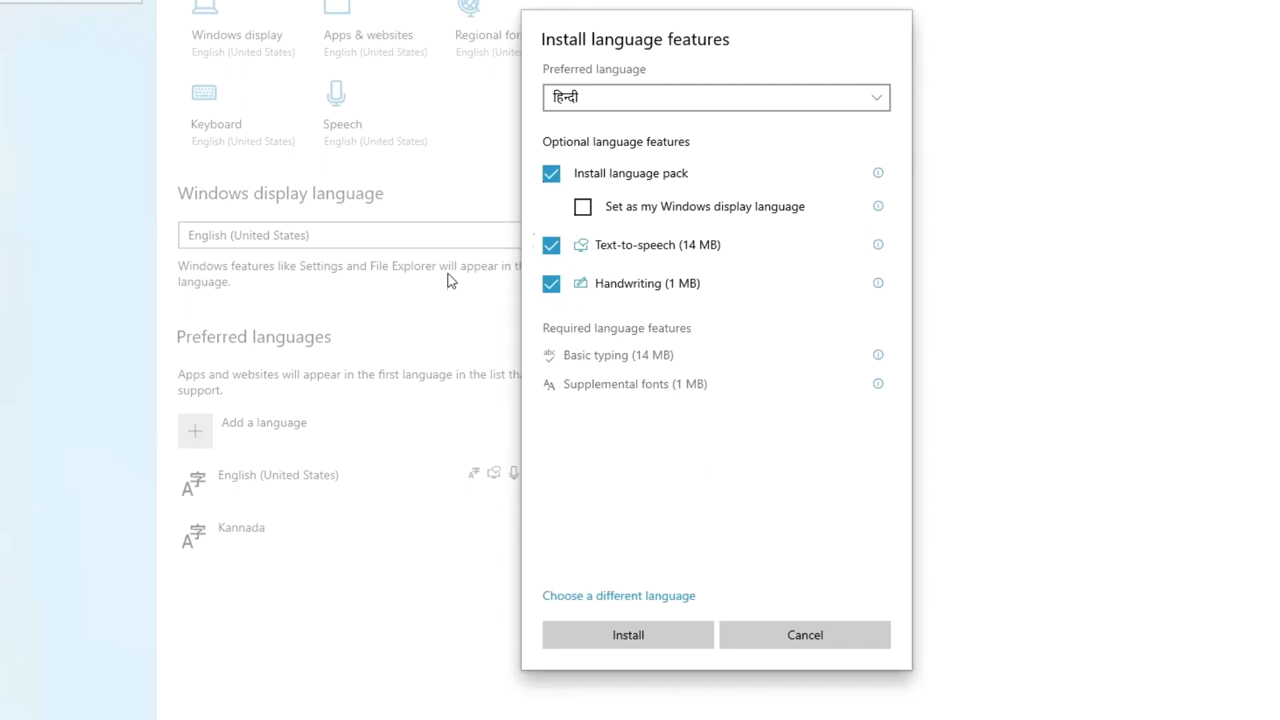 Windows display
English (United States)
Apps & websites
English (United States)
Regional
English
Keyboard
English (United States)
Speech
English (United States)
Windows display language
English (United States)
Windows features like Settings and File Explorer will appear in
language.
Preferred languages
Apps and websites will appear in the first language in the list
support.
Add a language
English (United States)
Kannada
Install language features
Preferred language
हिन्दी
Optional language features
Install language pack
Set as my Windows display language
Text-to-speech (14 MB)
Handwriting (1 MB)
Required language features
abc Basic typing (14 MB)
Supplemental fonts (1 MB)
Choose a different language
Install
Cancel